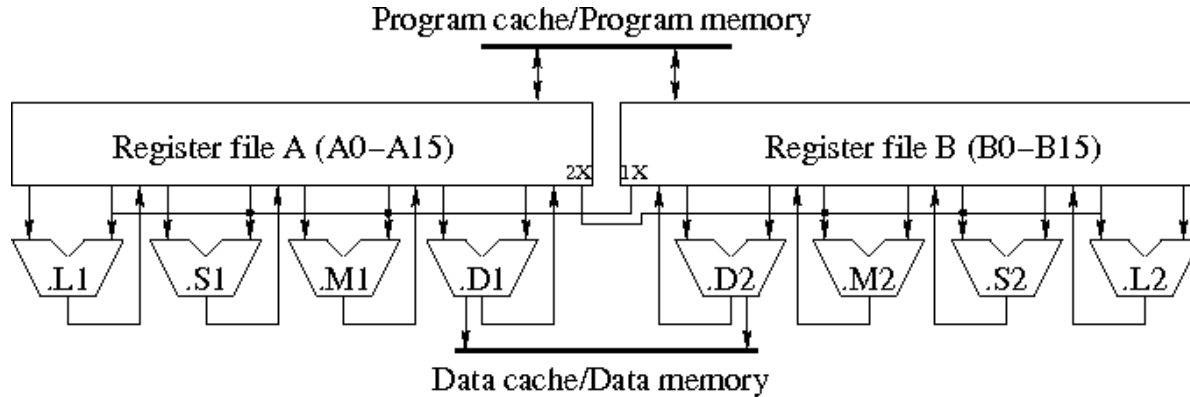 Program cache/Program memory
Register file A (A0−A15)
2X
1X
Register file B (B0−B15)
.L1
.S1
.M1
.D1
.D2
.M2
.S2
.L2
Data cache/Data memory